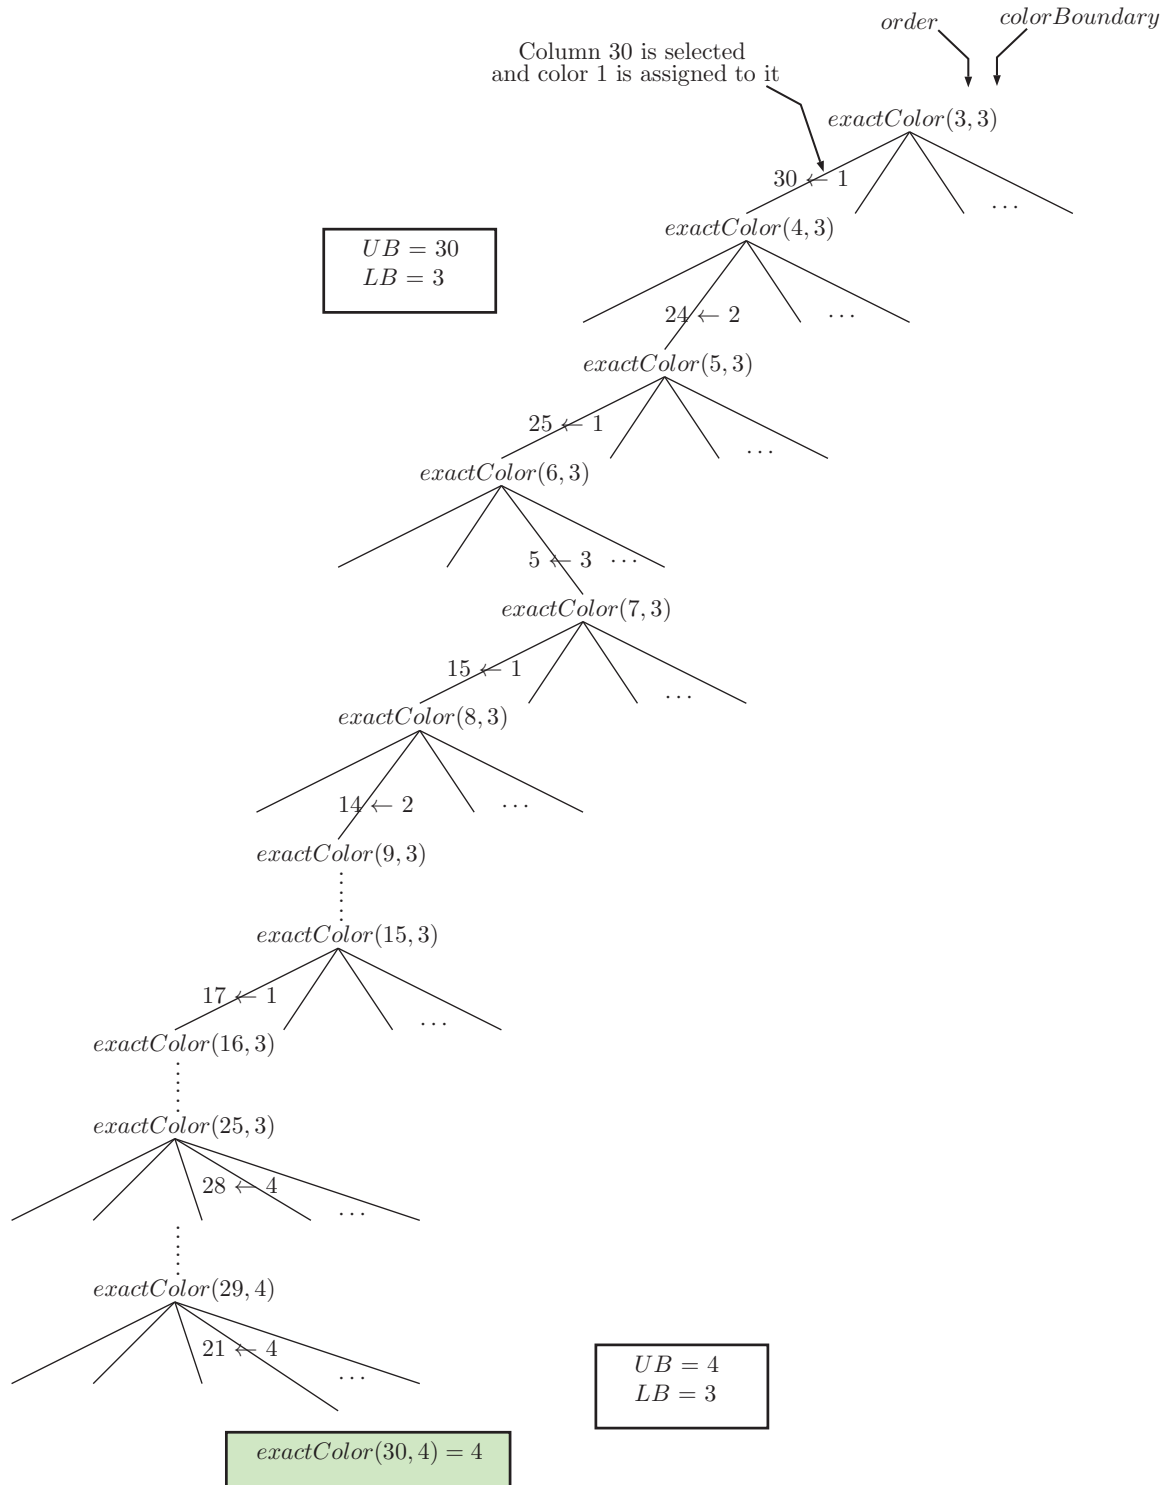 order
colorBoundary
Column 30 is selected
and color 1 is assigned to it
exactColor(3, 3)
30 ← 1
...
exactColor(4, 3)
UB = 30
LB = 3
24 ← 2
...
exactColor(5, 3)
25 ← 1
...
exactColor(6, 3)
5 ← 3 ...
exactColor(7, 3)
15 ← 1
...
exactColor(8, 3)
14 ← 2
...
exactColor(9, 3)
exactColor(15, 3)
17 ← 1
...
exactColor(16, 3)
exactColor(25, 3)
28 ← 4
...
exactColor(29, 4)
21 ← 4
...
UB = 4
LB = 3
exactColor(30, 4) = 4